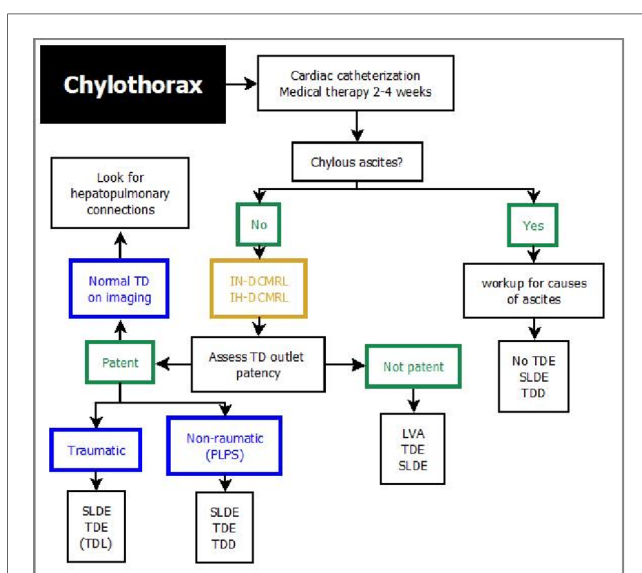 Chylothorax
Cardiac catheterization
Medical therapy 2-4 weeks
Chylous ascites?
Look for
hepatopulmonary
connections
No
Yes
Normal TD
on imaging
IN-DCMRL
IH-DCMRL
workup for causes
of ascites
Patent
Assess TD outlet
patency
Not patent
No TDE
SLDE
TDD
Traumatic
Non-raumatic
(PLPS)
LVA
TDE
SLDE
SLDE
TDE
(TDL)
SLDE
TDE
TDD